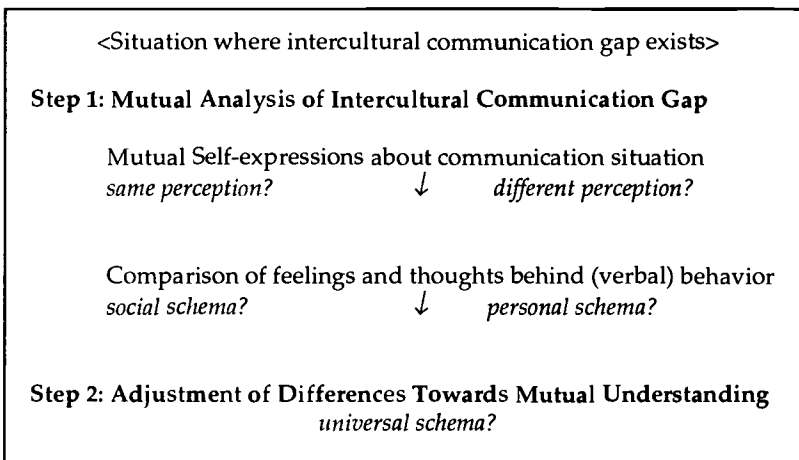 <Situation where intercultural communication gap exists>
Step 1: Mutual Analysis of Intercultural Communication Gap
Mutual Self-expressions about communication situation
same perception? ↓ different perception?
Comparison of feelings and thoughts behind (verbal) behavior
social schema? ↓ personal schema?
Step 2: Adjustment of Differences Towards Mutual Understanding
universal schema?